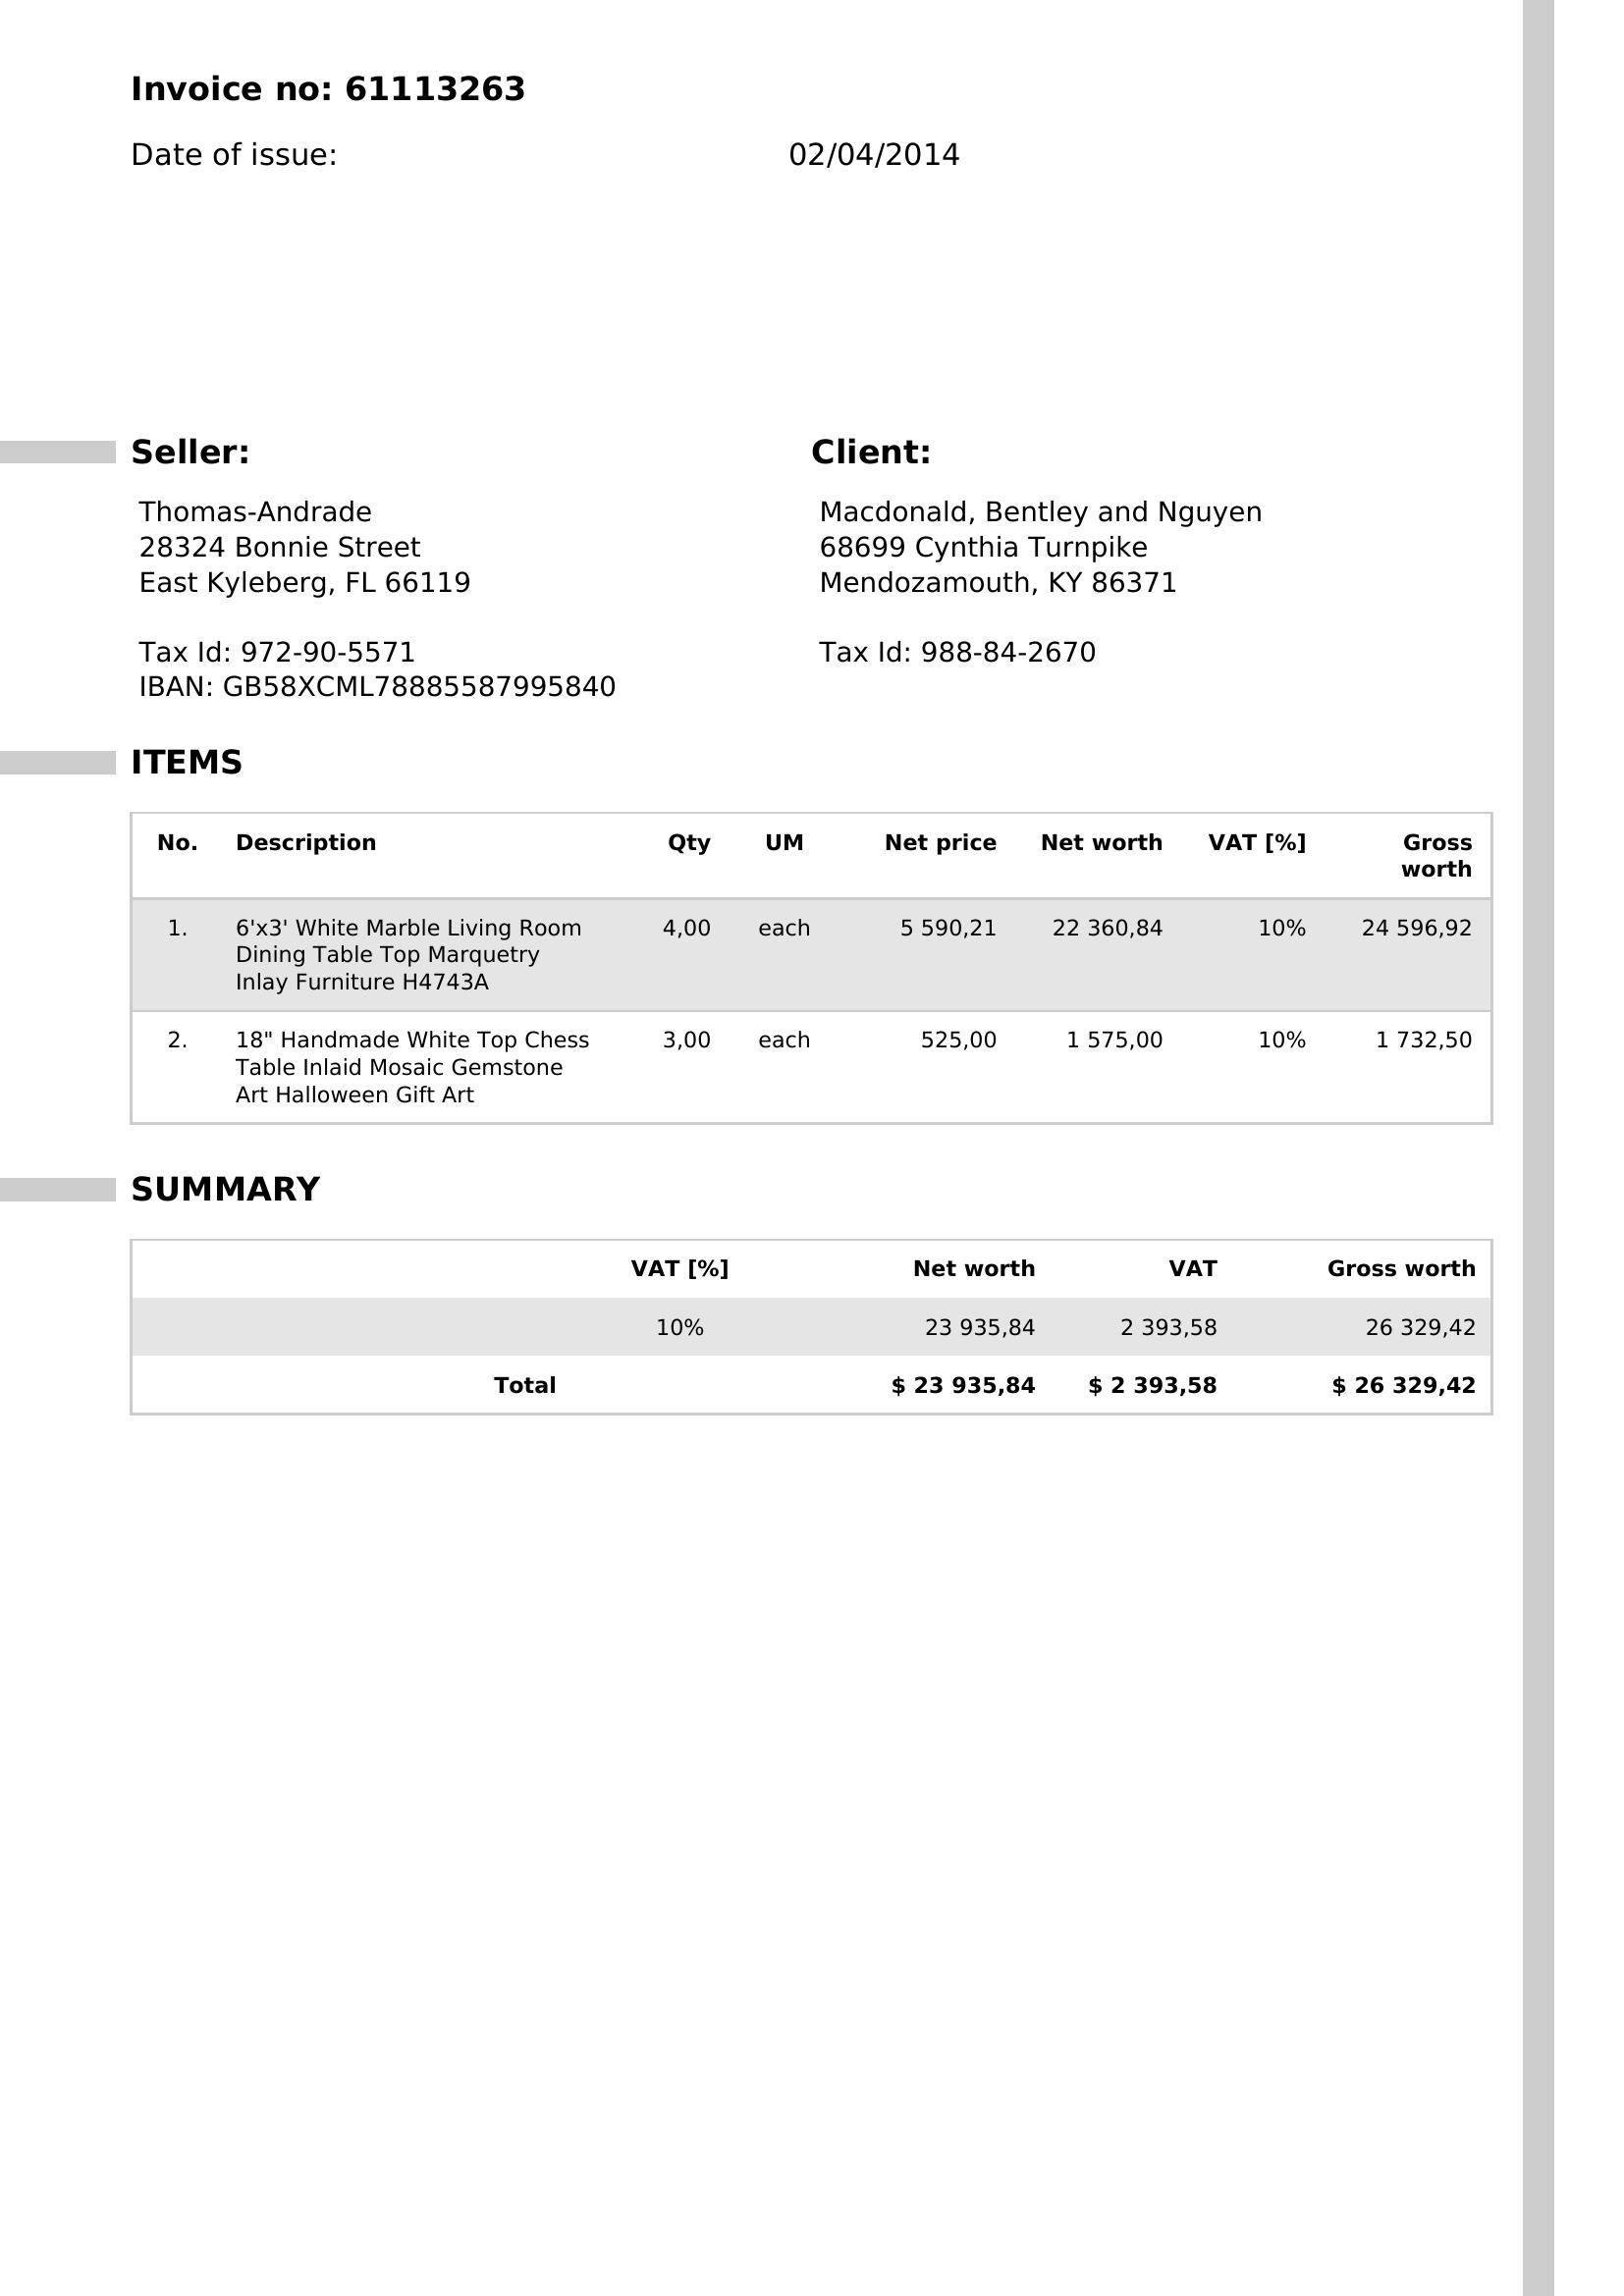 Invoice no: 61113263
Date of issue: 02/04/2014
Seller:
Thomas-Andrade
28324 Bonnie Street
East Kyleberg, FL 66119
Tax Id: 972-90-5571
IBAN: GB58XCML78885587995840
Client:
Macdonald, Bentley and Nguyen
68699 Cynthia Turnpike
Mendozamouth, KY 86371
Tax Id: 988-84-2670
ITEMS
No. Description Qty UM Net price Net worth VAT [%] Gross
worth
1. 6'x3' White Marble Living Room 4,00 each 5 590,21 22 360,84 10% 24 596,92
Dining Table Top Marquetry
Inlay Furniture H4743A
2. 18" Handmade White Top Chess 3,00 each 525,00 1 575,00 10% 1 732,50
Table Inlaid Mosaic Gemstone
Art Halloween Gift Art
SUMMARY
VAT [%] Net worth VAT Gross worth
10% 23 935,84 2 393,58 26 329,42
Total $ 23 935,84 $ 2 393,58 $ 26 329,42